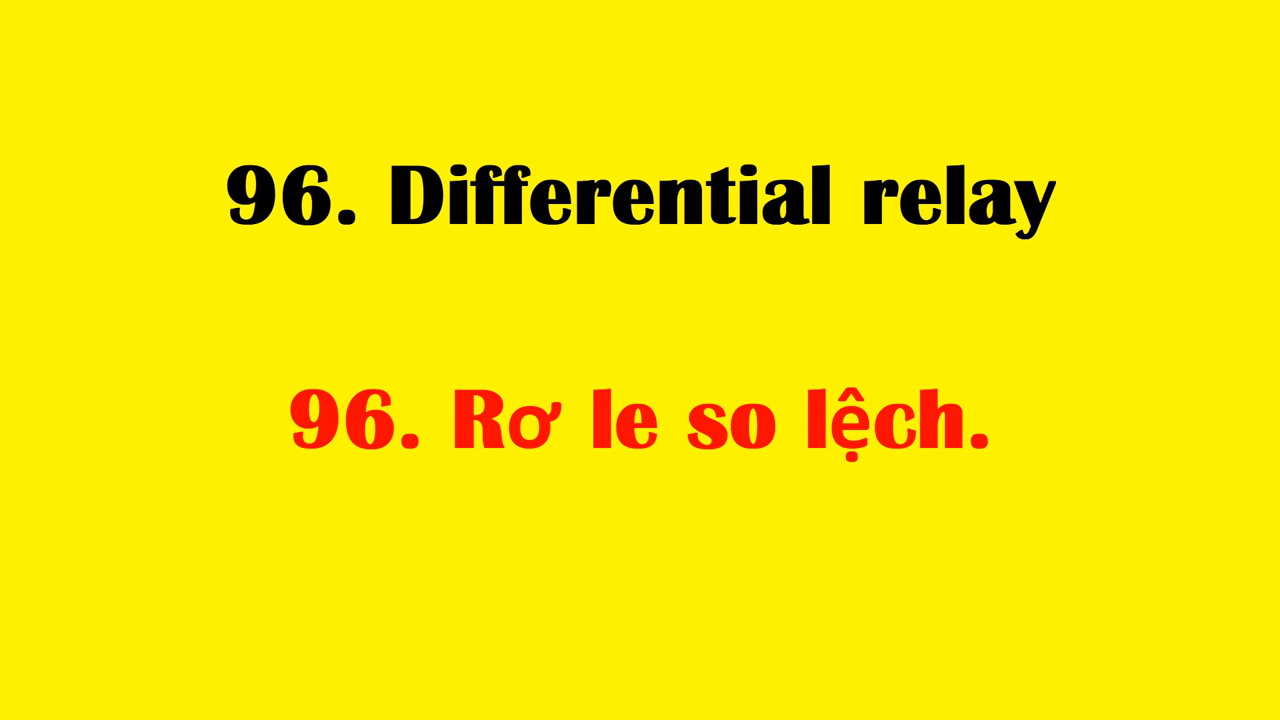 96. Differential relay
96. Rơ le so lệch.